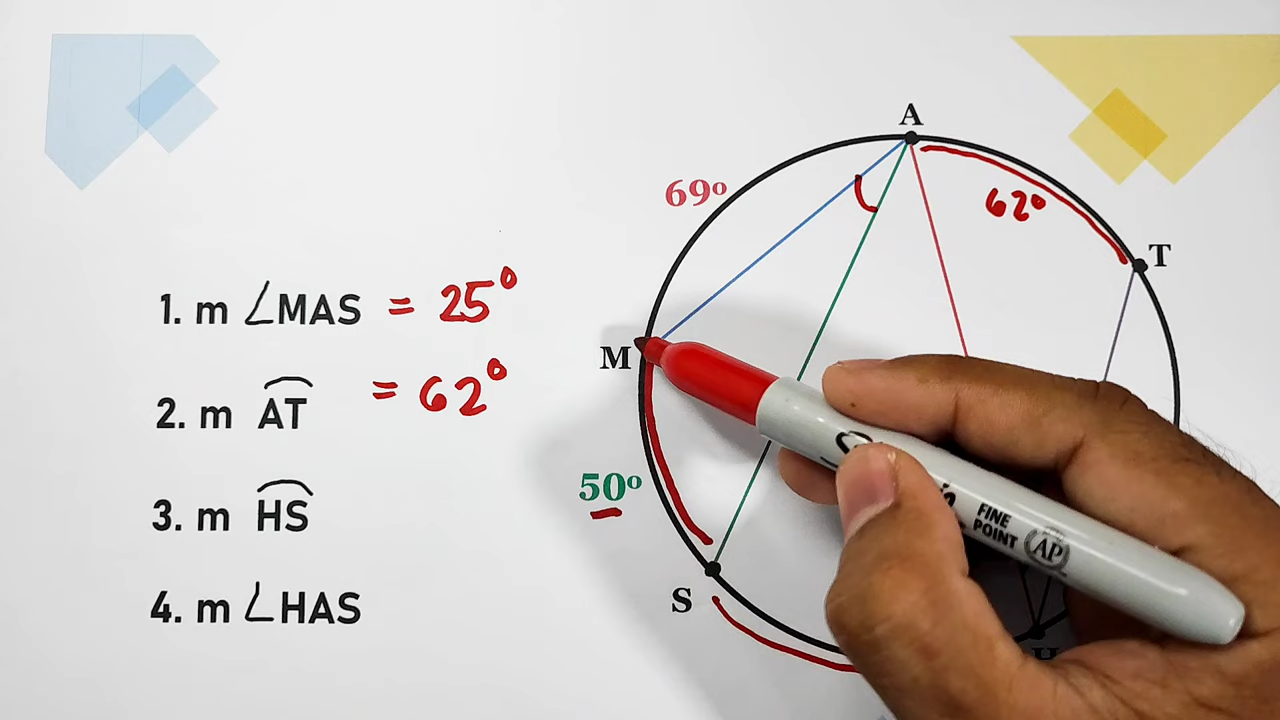 A
69°
62°
T
1. m ∠MAS = 25°
M
2. m AT = 62°
50°
3. m HS
FINE
POINT
AP
S
4. m ∠HAS
H